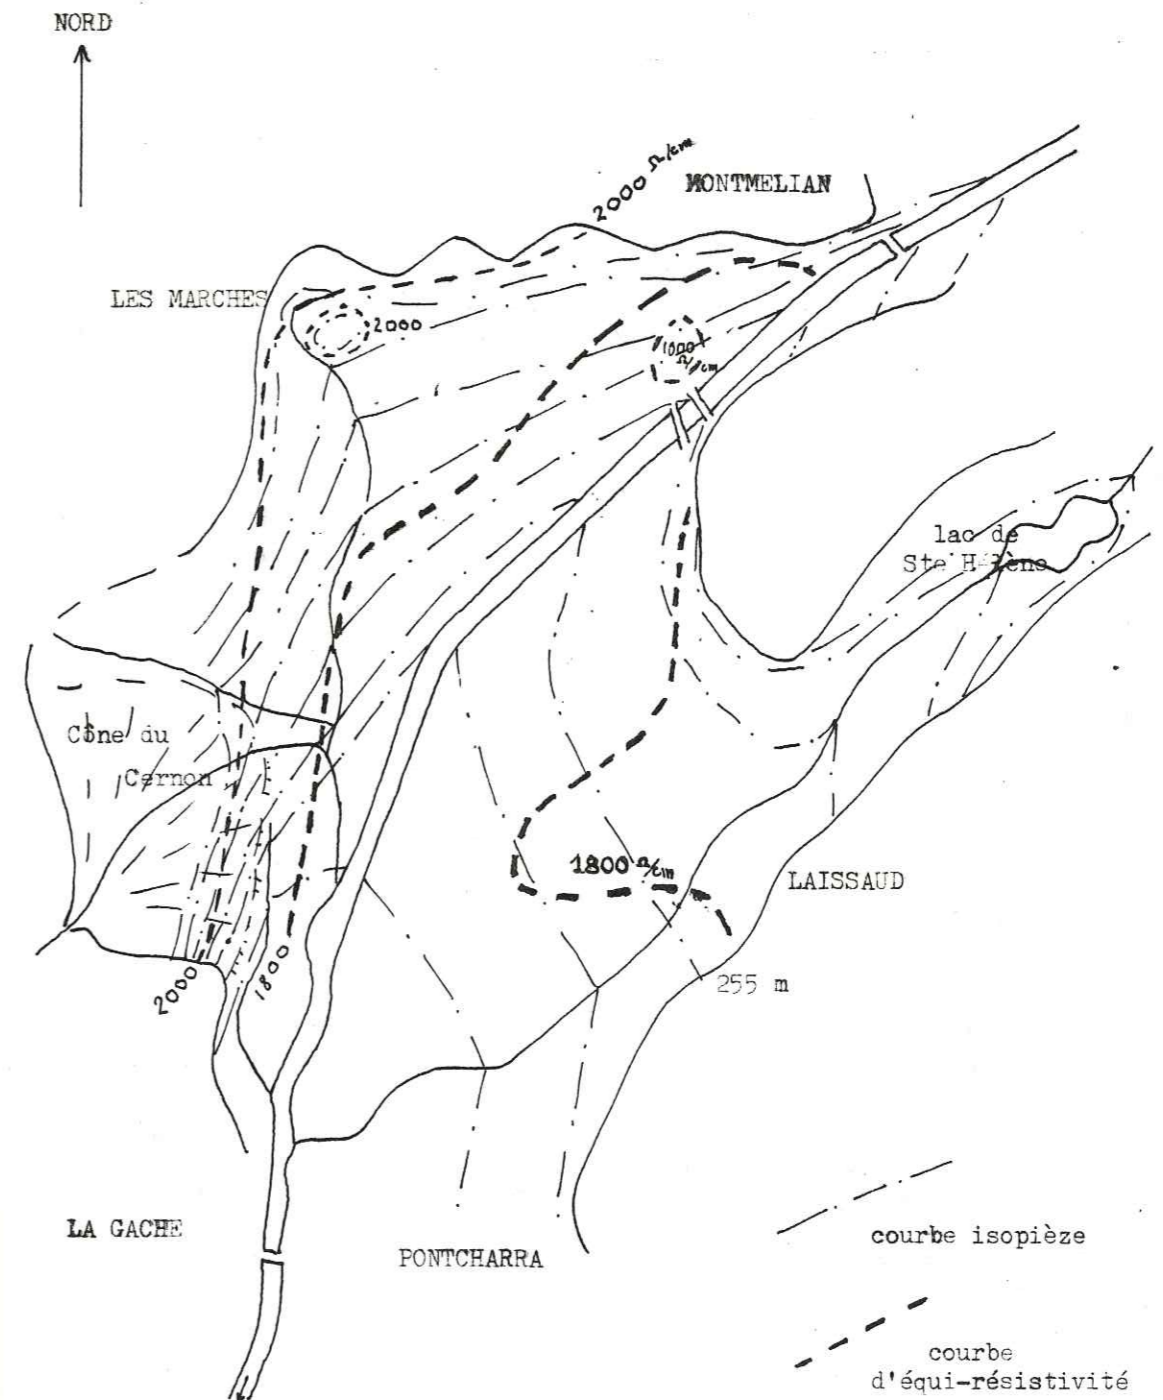 NORD
2000 Ω/cm
MONTMELIAN
LES MARCHES
2000
1800
Ω/cm
lac de
Ste Hélène
Cône du
Cernon
1800 Ω/cm
LAISSAUD
2000
1800
255 m
LA GACHE
PONTCHARRA
courbe isopièze
courbe
d'équi-résistivité